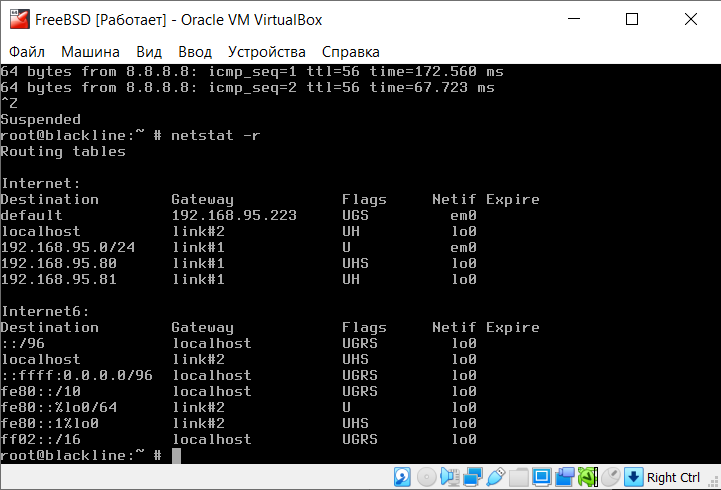 FreeBSD [Работает] - Oracle VM VirtualBox
Файл Машина Вид Ввод Устройства Справка
64 bytes from 8.8.8.8: icmp_seq=1 ttl=56 time=172.560 ms
64 bytes from 8.8.8.8: icmp_seq=2 ttl=56 time=67.723 ms
^Z
Suspended
root@blackline:~ # netstat -r
Routing tables
Internet:
Destination Gateway Flags Netif Expire
default 192.168.95.223 UGS em0
localhost link#2 UH lo0
192.168.95.0/24 link#1 U em0
192.168.95.80 link#1 UHS lo0
192.168.95.81 link#1 UH lo0
Internet6:
Destination Gateway Flags Netif Expire
::/96 localhost UGRS lo0
localhost link#2 UHS lo0
::ffff:0.0.0.0/96 localhost UGRS lo0
fe80::/10 localhost UGRS lo0
fe80::%lo0/64 link#2 U lo0
fe80::1%lo0 link#2 UHS lo0
ff02::/16 localhost UGRS lo0
root@blackline:~ #
Right Ctrl